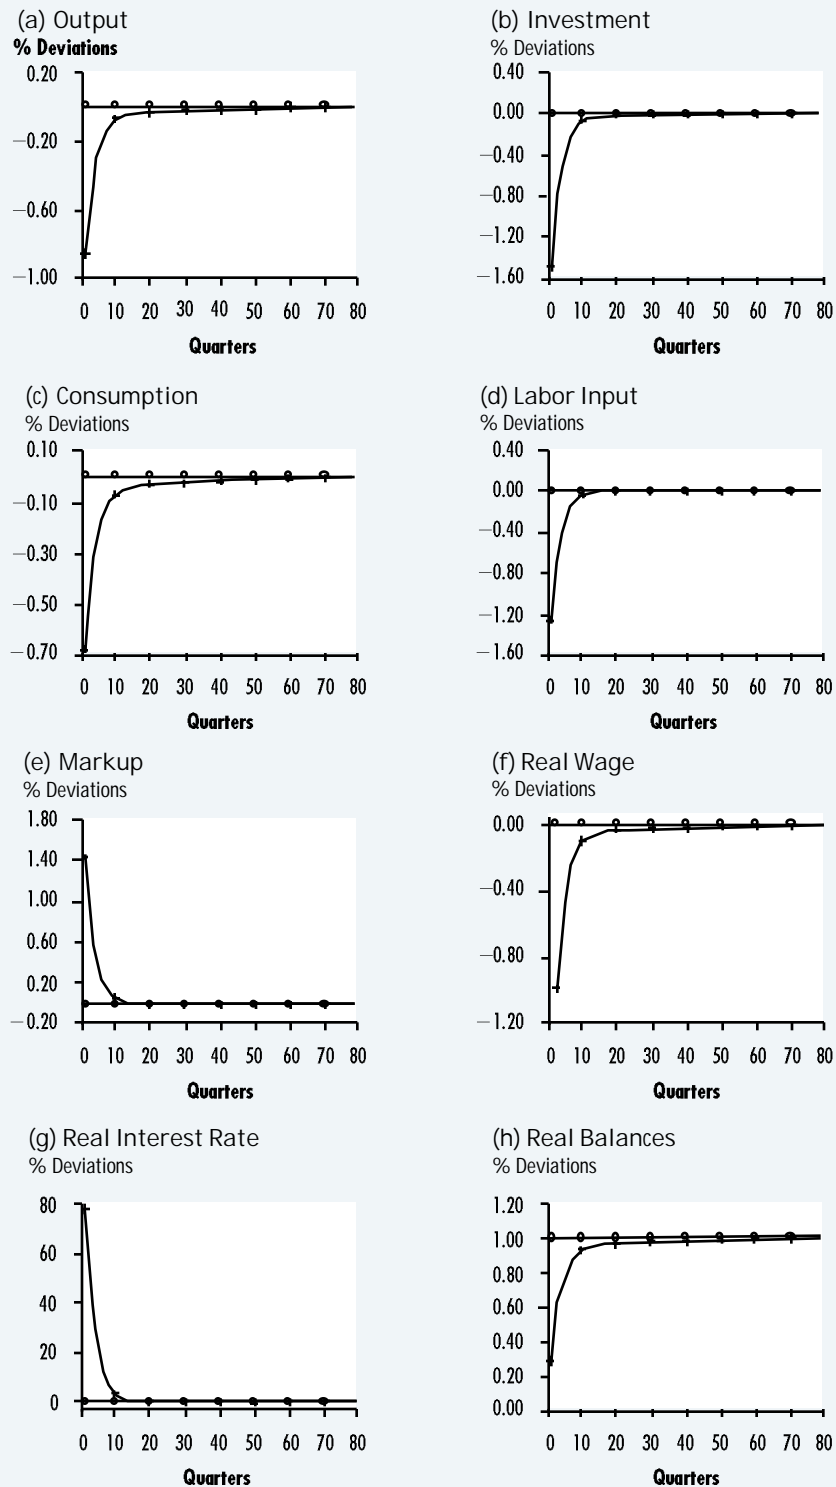 (a) Output
% Deviations
0.20
−0.20
−0.60
−1.00
0 10 20 30 40 50 60 70 80
Quarters
(b) Investment
% Deviations
0.40
0.00
−0.40
−0.80
−1.20
−1.60
0 10 20 30 40 50 60 70 80
Quarters
(c) Consumption
% Deviations
0.10
−0.10
−0.30
−0.50
−0.70
0 10 20 30 40 50 60 70 80
Quarters
(d) Labor Input
% Deviations
0.40
0.00
−0.40
−0.80
−1.20
−1.60
0 10 20 30 40 50 60 70 80
Quarters
(e) Markup
% Deviations
1.80
1.40
1.00
0.60
0.20
−0.20
0 10 20 30 40 50 60 70 80
Quarters
(f) Real Wage
% Deviations
0.00
−0.40
−0.80
−1.20
0 10 20 30 40 50 60 70 80
Quarters
(g) Real Interest Rate
% Deviations
80
60
40
20
0
0 10 20 30 40 50 60 70 80
Quarters
(h) Real Balances
% Deviations
1.20
1.00
0.80
0.60
0.40
0.20
0.00
0 10 20 30 40 50 60 70 80
Quarters